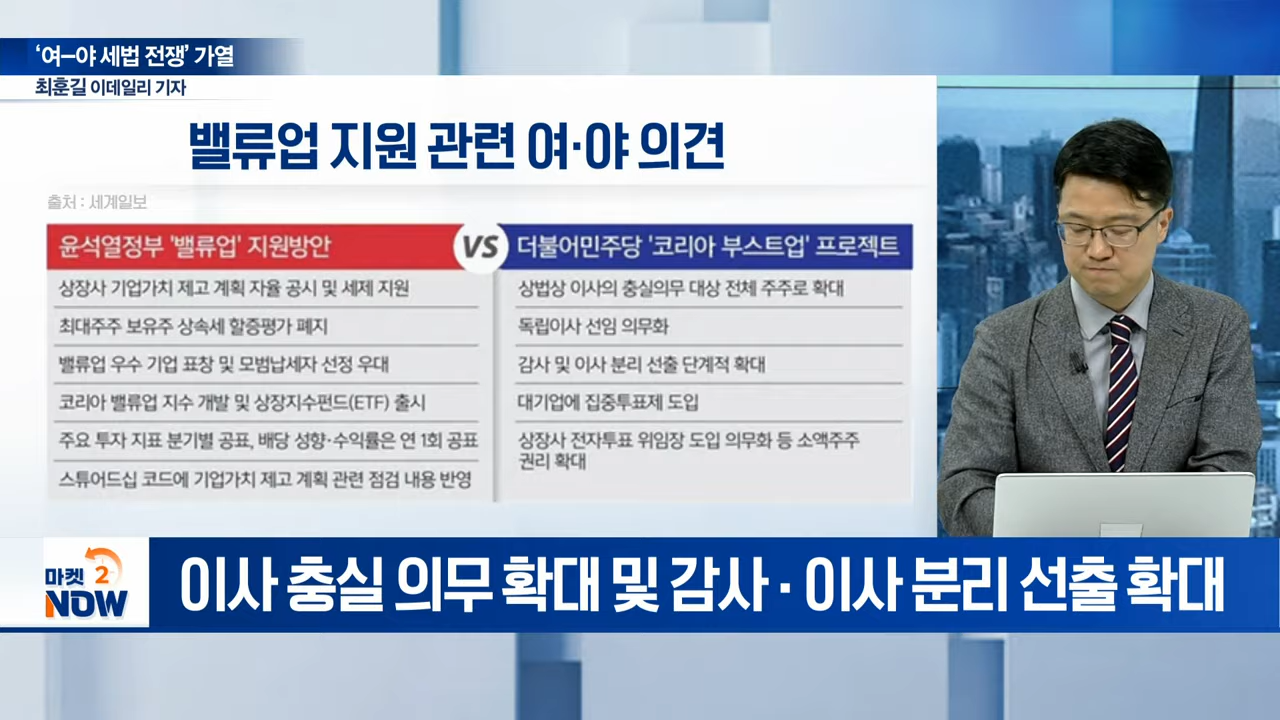 ‘여-야 세법 전쟁’ 가열
최훈길 이데일리 기자
밸류업 지원 관련 여·야 의견
출처 : 세계일보
윤석열정부 '밸류업' 지원방안
VS
더불어민주당 '코리아 부스트업' 프로젝트
상장사 기업가치 제고 계획 자율 공시 및 세제 지원
최대주주 보유주 상속세 할증평가 폐지
밸류업 우수 기업 표창 및 모범납세자 선정 우대
코리아 밸류업 지수 개발 및 상장지수펀드(ETF) 출시
주요 투자 지표 분기별 공표, 배당 성향·수익률은 연 1회 공표
스튜어드십 코드에 기업가치 제고 계획 관련 점검 내용 반영
상법상 이사의 충실의무 대상 전체 주주로 확대
독립이사 선임 의무화
감사 및 이사 분리 선출 단계적 확대
대기업에 집중투표제 도입
상장사 전자투표 위임장 도입 의무화 등 소액주주
권리 확대
마켓 2
NOW
이사 충실 의무 확대 및 감사 · 이사 분리 선출 확대